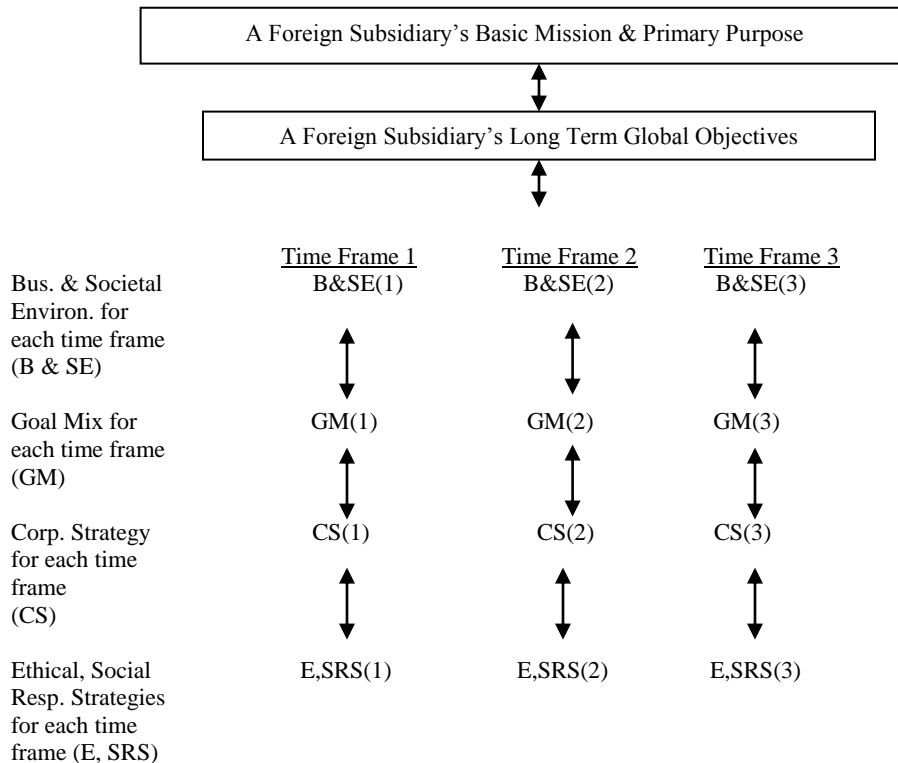 A Foreign Subsidiary's Basic Mission & Primary Purpose
A Foreign Subsidiary's Long Term Global Objectives
Time Frame 1 Time Frame 2 Time Frame 3
Bus. & Societal B&SE(1) B&SE(2) B&SE(3)
Environ. for
each time frame
(B & SE)
Goal Mix for GM(1) GM(2) GM(3)
each time frame
(GM)
Corp. Strategy CS(1) CS(2) CS(3)
for each time
frame
(CS)
Ethical, Social E,SRS(1) E,SRS(2) E,SRS(3)
Resp. Strategies
for each time
frame (E, SRS)